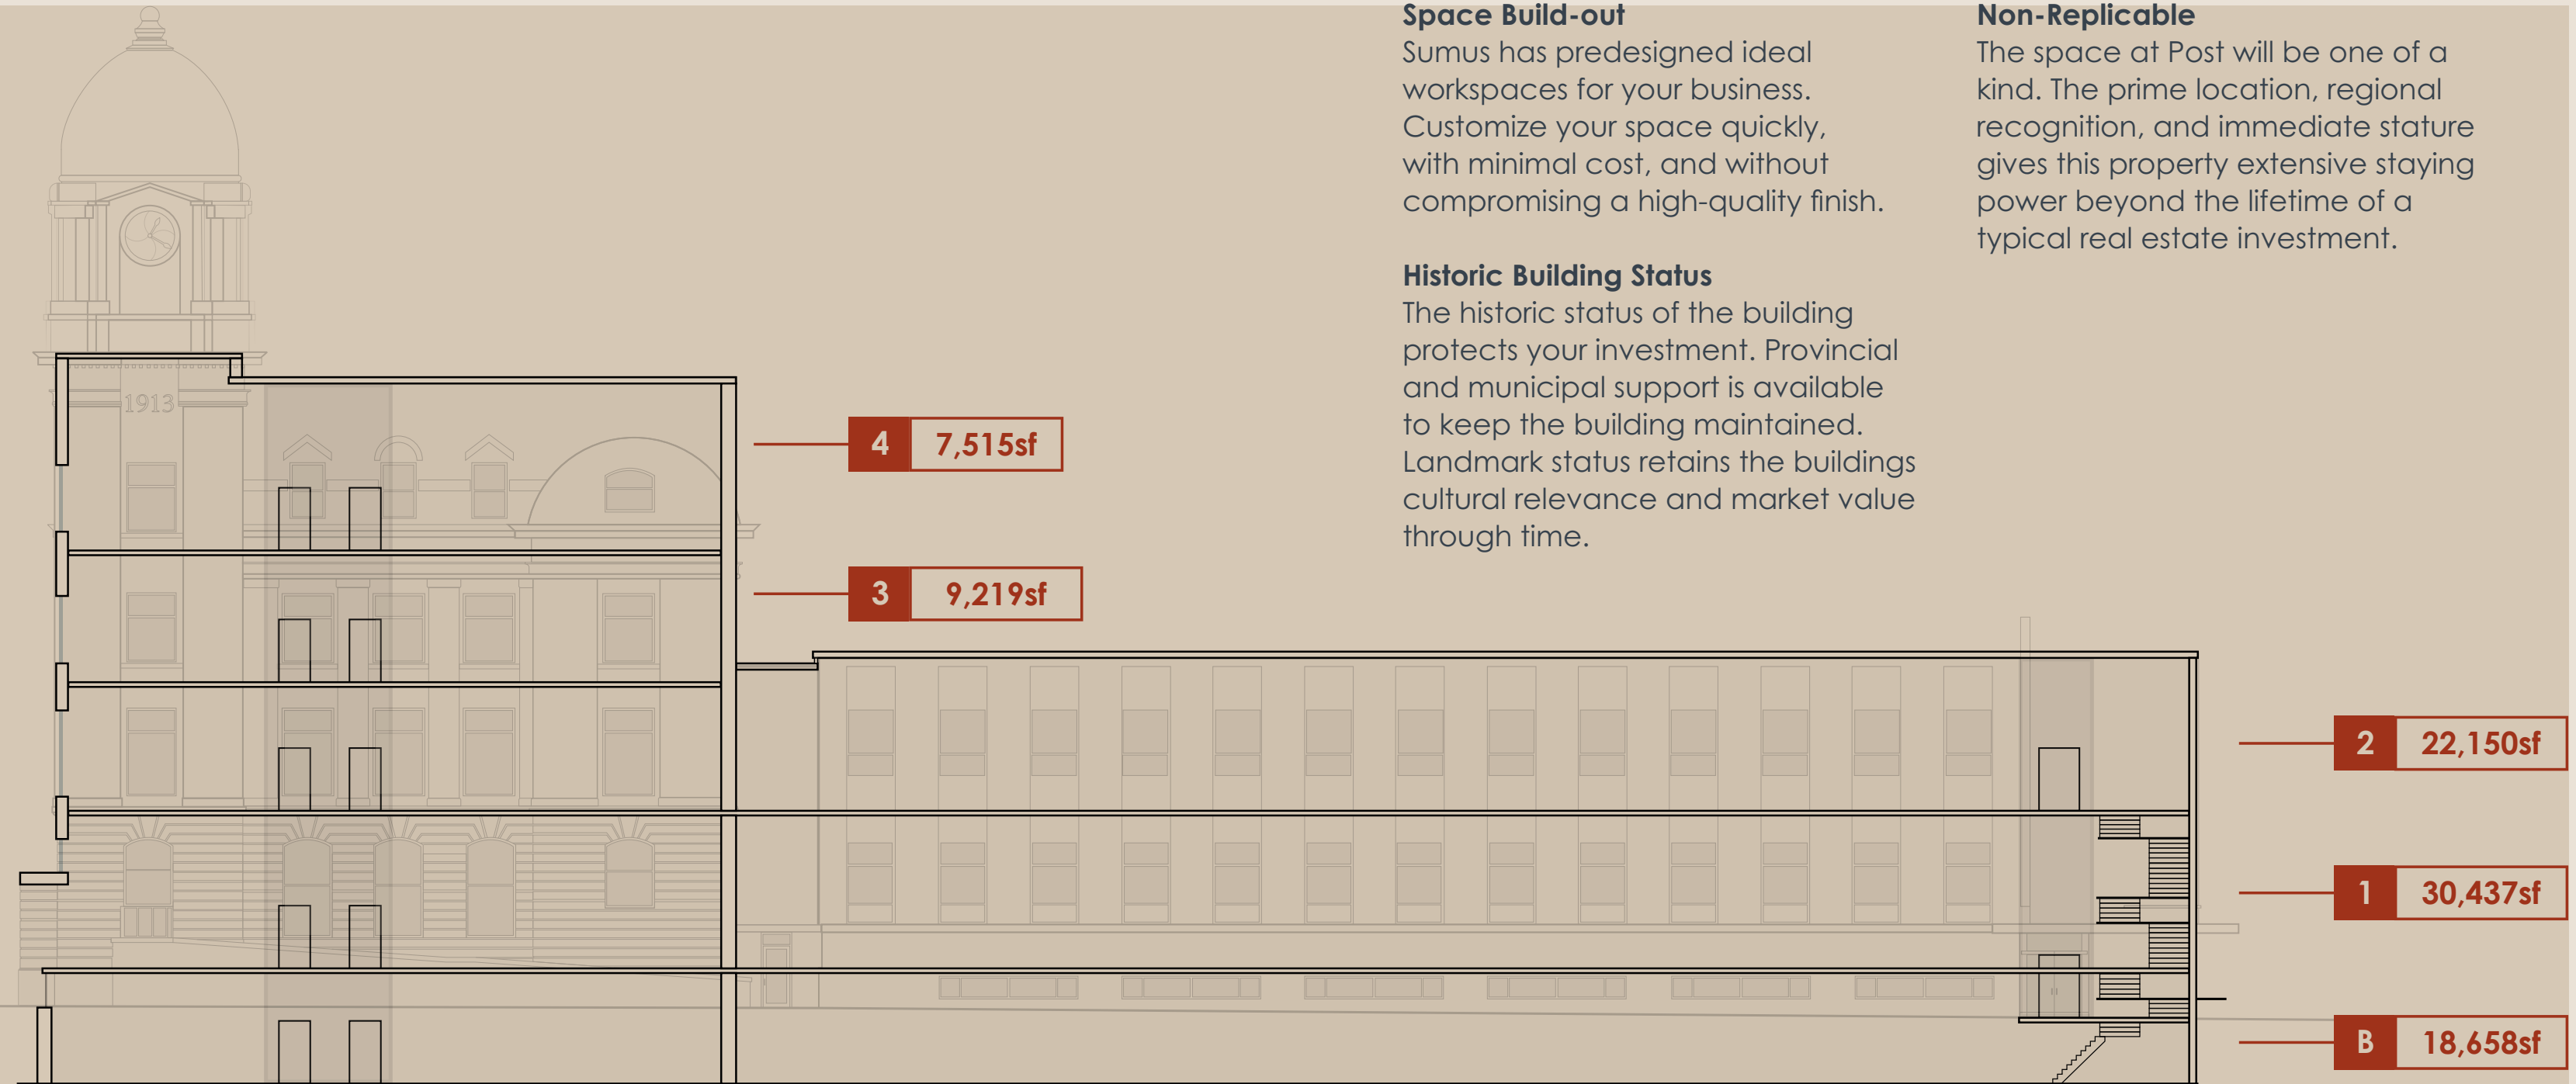 Space Build-out
Sumus has predesigned ideal
workspaces for your business.
Customize your space quickly,
with minimal cost, and without
compromising a high-quality finish.
Historic Building Status
The historic status of the building
protects your investment. Provincial
and municipal support is available
to keep the building maintained.
Landmark status retains the buildings
cultural relevance and market value
through time.
Non-Replicable
The space at Post will be one of a
kind. The prime location, regional
recognition, and immediate stature
gives this property extensive staying
power beyond the lifetime of a
typical real estate investment.
1913
4 7,515sf
3 9,219sf
2 22,150sf
1 30,437sf
B 18,658sf